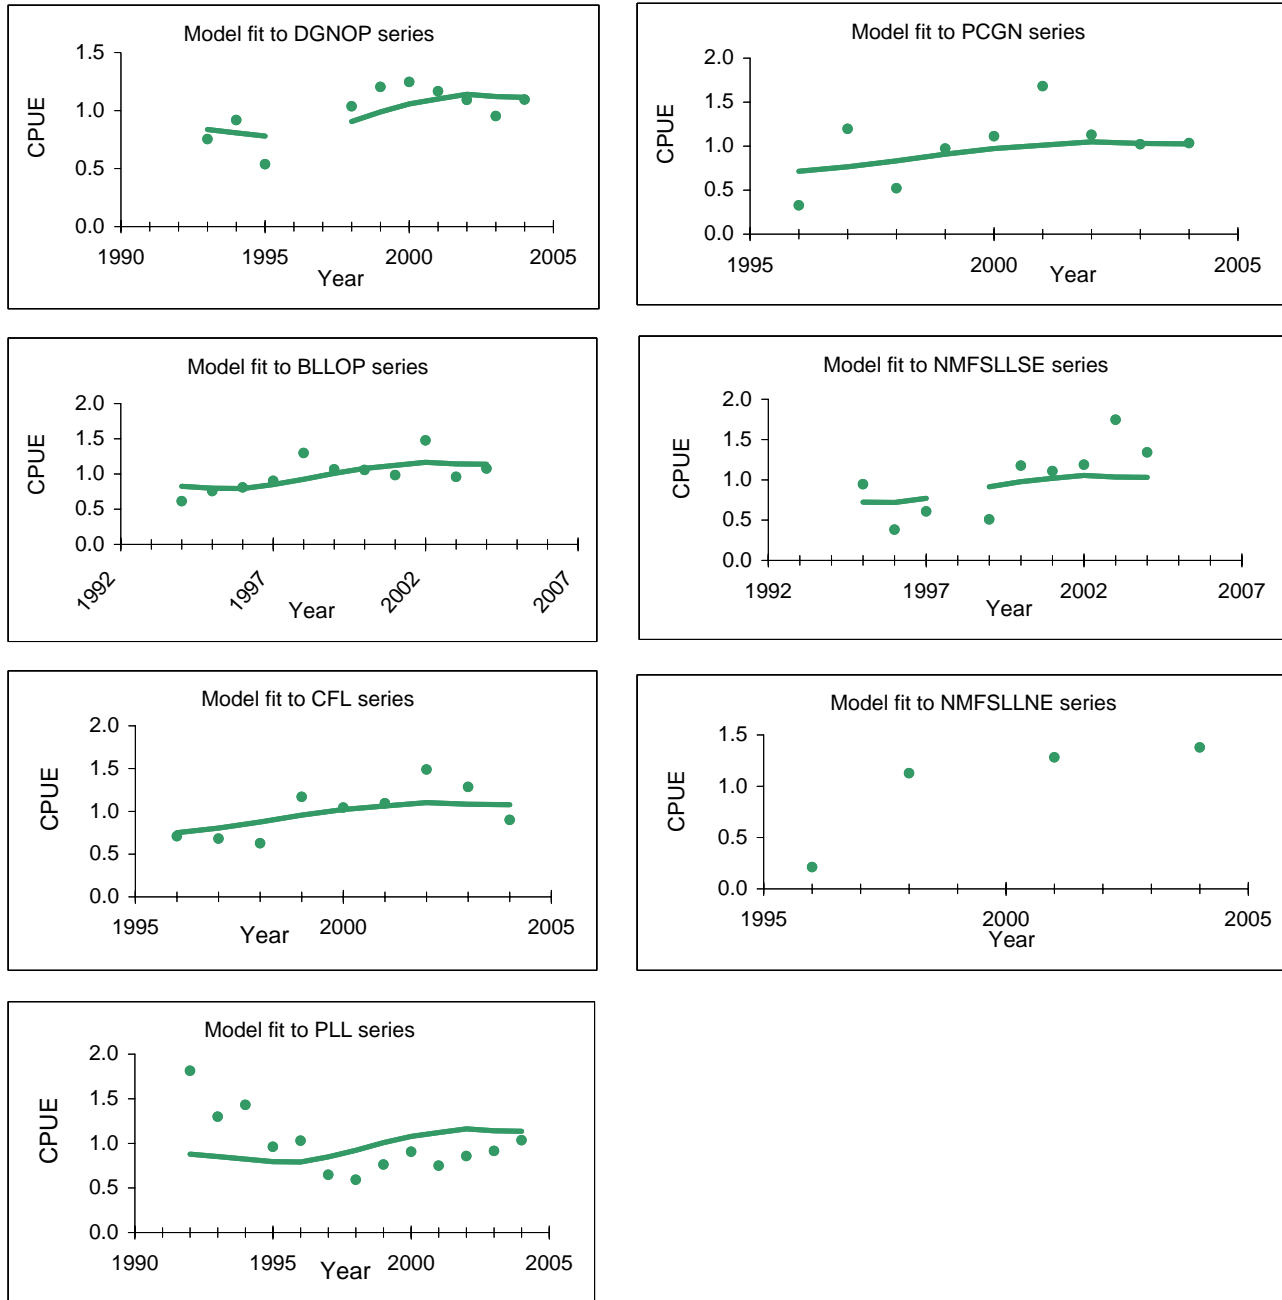 Model fit to DGNOP series
CPUE
1.5
1.0
0.5
0.0
1990
1995
2000
2005
Year
Model fit to PCGN series
CPUE
2.0
1.5
1.0
0.5
0.0
1995
2000
2005
Year
Model fit to BLLOP series
CPUE
2.0
1.5
1.0
0.5
0.0
1992
1997
2002
2007
Year
Model fit to NMFSLLSE series
CPUE
2.0
1.5
1.0
0.5
0.0
1992
1997
2002
2007
Year
Model fit to CFL series
CPUE
2.0
1.5
1.0
0.5
0.0
1995
2000
2005
Year
Model fit to NMFSLLNE series
CPUE
1.5
1.0
0.5
0.0
1995
2000
2005
Year
Model fit to PLL series
CPUE
2.0
1.5
1.0
0.5
0.0
1990
1995
2000
2005
Year